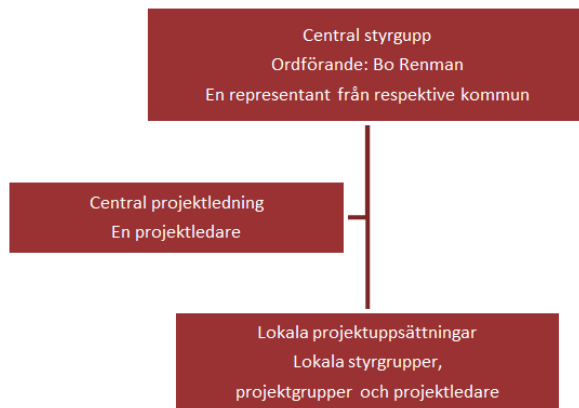 Central styrgupp
Ordförande: Bo Renman
En representant från respektive kommun
Central projektledning
En projektledare
Lokala projektuppsättningar
Lokala styrgrupper,
projektgrupper och projektledare